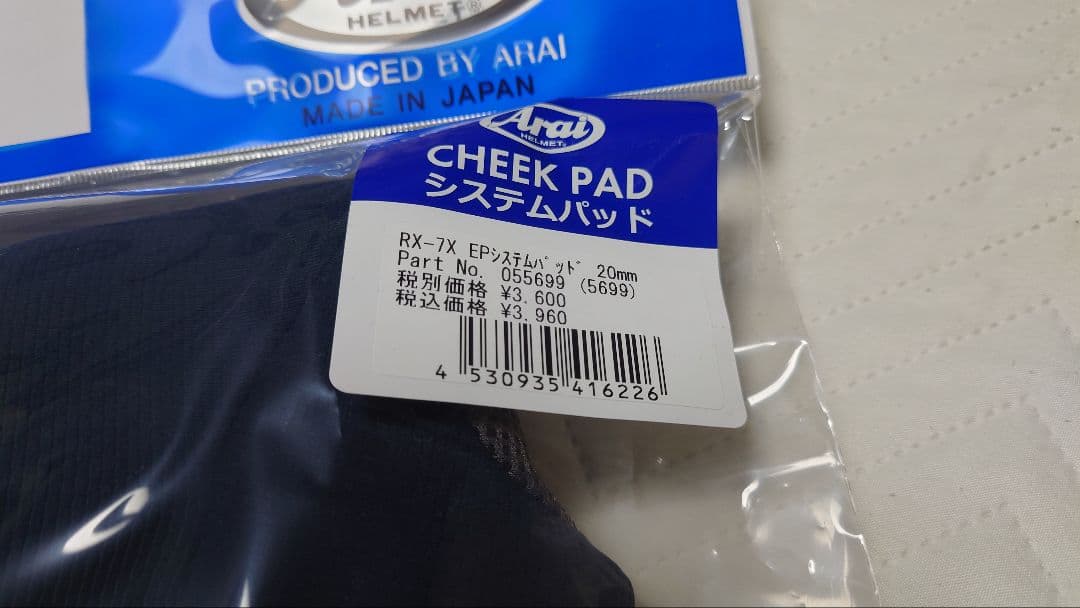 HELMET®
PRODUCED BY ARAI
MADE IN JAPAN
Arai
HELMET®
CHEEK PAD
システムパッド
RX-7X EPｼｽﾃﾑﾊﾟｯﾄﾞ 20mm
Part No. 055699 (5699)
税別価格 ¥3.600
税込価格 ¥3.960
4 530935 416226